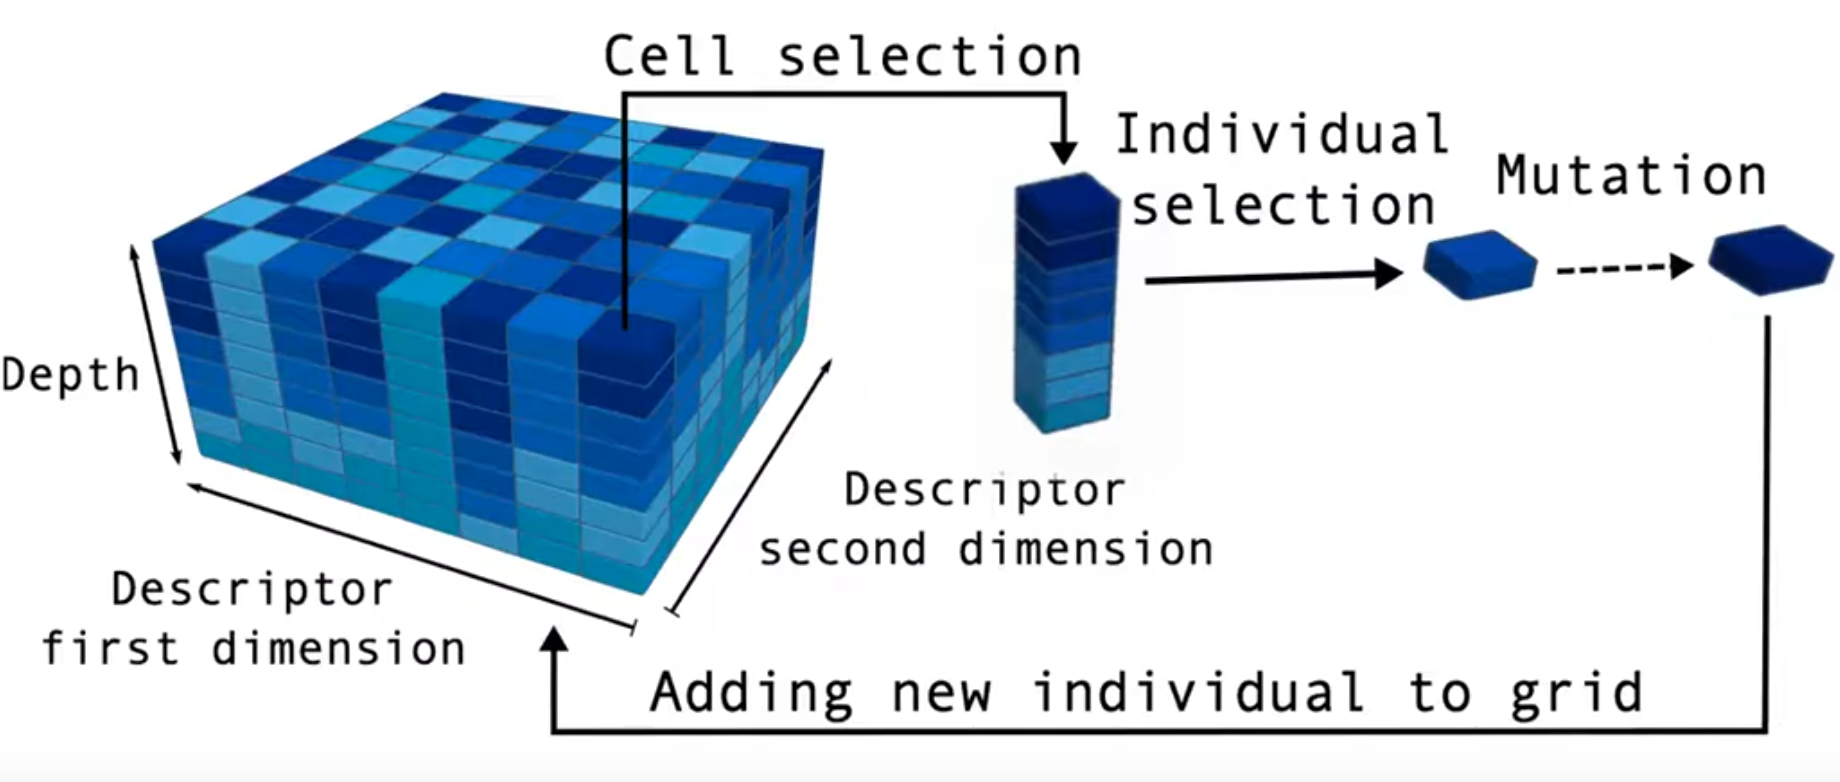 Cell selection
Individual
selection
Mutation
Depth
Descriptor
second dimension
Descriptor
first dimension
Adding new individual to grid